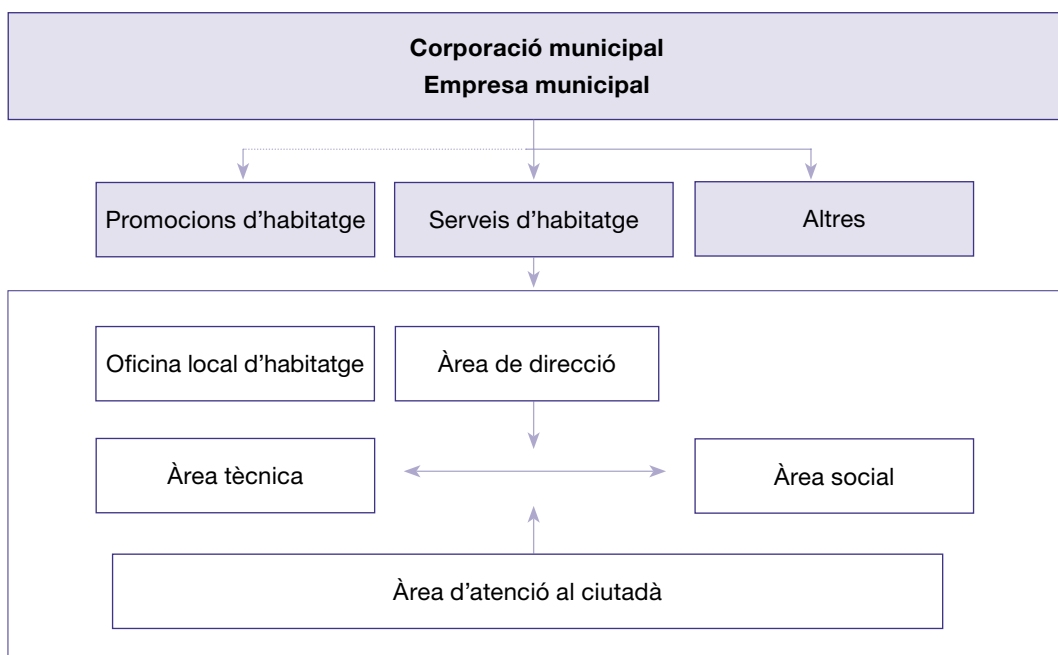 Corporació municipal
Empresa municipal
Promocions d'habitatge
Serveis d'habitatge
Altres
Oficina local d'habitatge
Àrea de direcció
Àrea tècnica
Àrea social
Àrea d'atenció al ciutadà